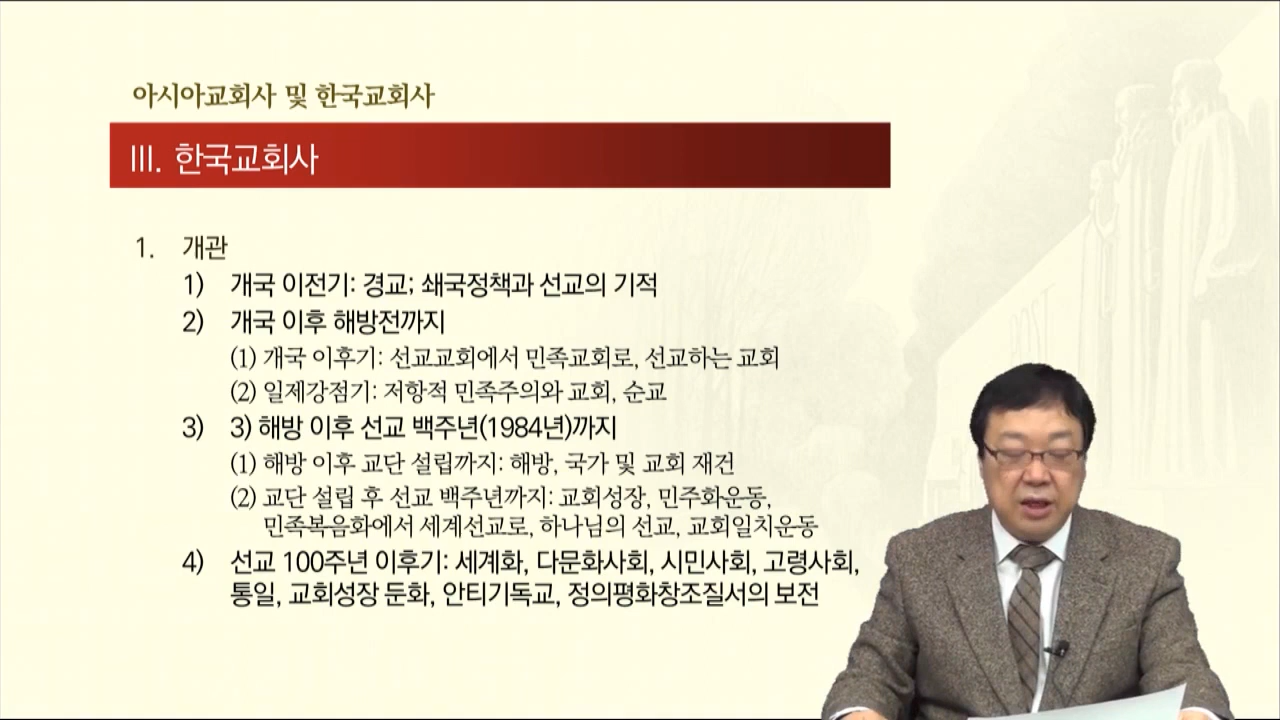 아시아교회사 및 한국교회사
III. 한국교회사
1. 개관
1) 개국 이전기: 경교; 쇄국정책과 선교의 기적
2) 개국 이후 해방전까지
(1) 개국 이후기: 선교교회에서 민족교회로, 선교하는 교회
(2) 일제강점기: 저항적 민족주의와 교회, 순교
3) 3) 해방 이후 선교 백주년(1984년)까지
(1) 해방 이후 교단 설립까지: 해방, 국가 및 교회 재건
(2) 교단 설립 후 선교 백주년까지: 교회성장, 민주화운동,
민족복음화에서 세계선교로, 하나님의 선교, 교회일치운동
4) 선교 100주년 이후기: 세계화, 다문화사회, 시민사회, 고령사회,
통일, 교회성장 둔화, 안티기독교, 정의평화창조질서의 보전